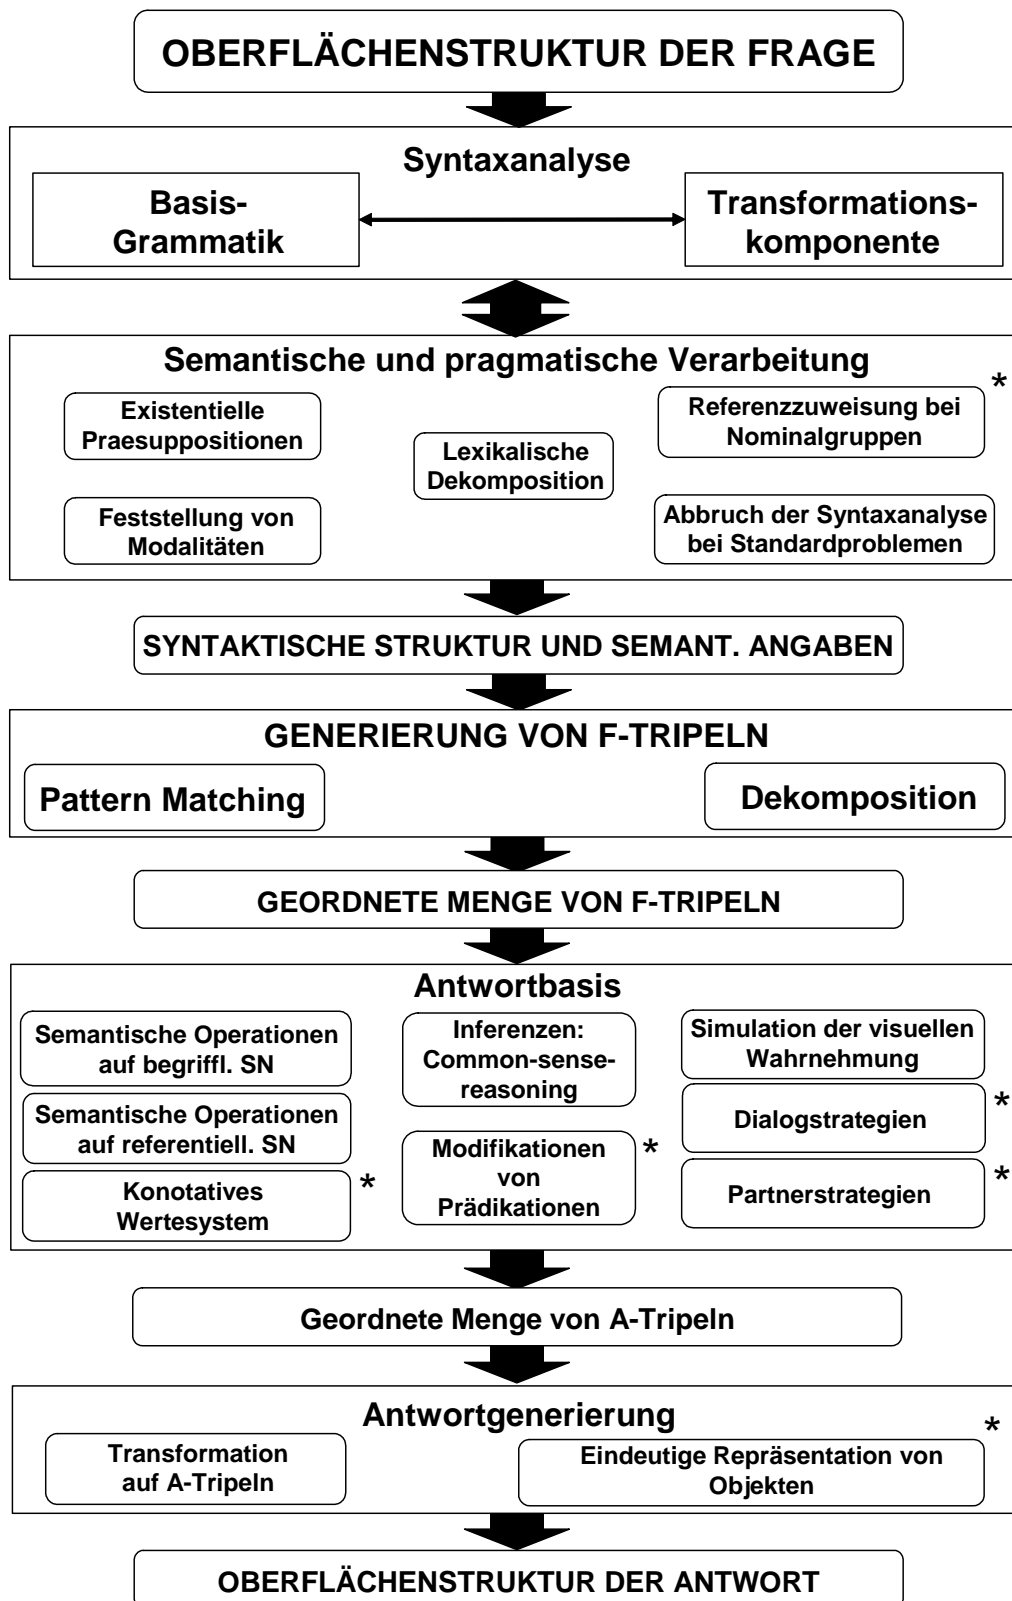 OBERFLÄCHENSTRUKTUR DER FRAGE
Syntaxanalyse
Basis-
Grammatik
Transformations-
komponente
Semantische und pragmatische Verarbeitung
*
Existentielle
Praesuppositionen
Lexikalische
Dekomposition
Referenzzuweisung bei
Nominalgruppen
Feststellung von
Modalitäten
Abbruch der Syntaxanalyse
bei Standardproblemen
SYNTAKTISCHE STRUKTUR UND SEMANT. ANGABEN
GENERIERUNG VON F-TRIPELN
Pattern Matching
Dekomposition
GEORDNETE MENGE VON F-TRIPELN
Antwortbasis
Semantische Operationen
auf begriffl. SN
Inferenzen:
Common-sense-
reasoning
Simulation der visuellen
Wahrnehmung
Semantische Operationen
auf referentiell. SN
Dialogstrategien
*
Konotatives
Wertesystem
*
Modifikationen
von
Prädikationen
*
Partnerstrategien
*
Geordnete Menge von A-Tripeln
Antwortgenerierung
*
Transformation
auf A-Tripeln
Eindeutige Repräsentation von
Objekten
OBERFLÄCHENSTRUKTUR DER ANTWORT